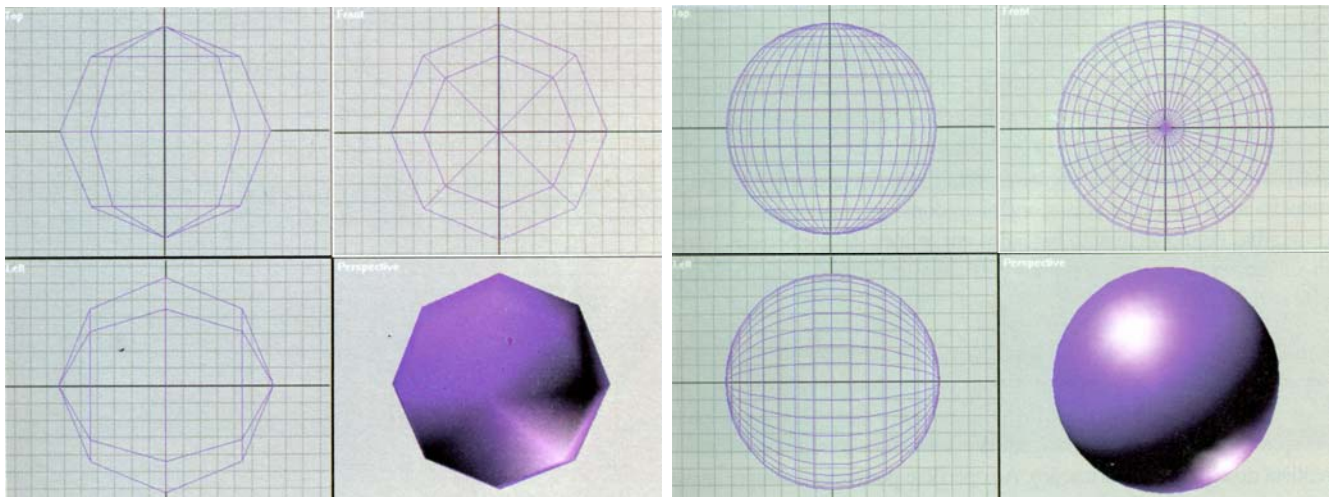 Top
Front
Left
Perspective
Top
Front
Left
Perspective